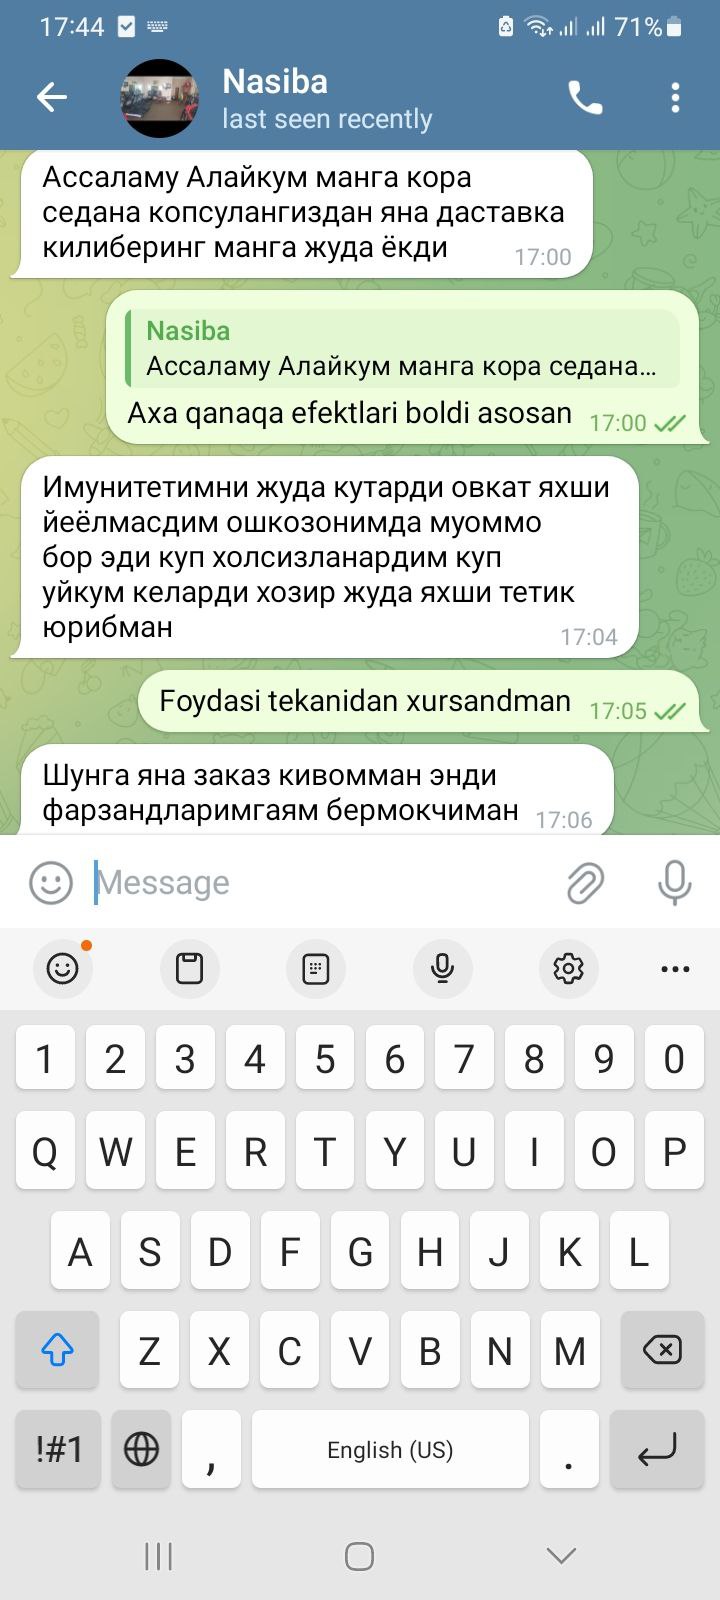 17:44
71%
Nasiba
last seen recently
Ассаламу Алайкум манга кора
седана копсулангиздан яна даставка
килиберинг манга жуда ёкди 17:00
Nasiba
Ассаламу Алайкум манга кора седана...
Axa qanaqa efektlari boldi asosan 17:00
Имунитетимни жуда кутарди овкат яхши
йеёлмасдим ошкозонимда муоммо
бор эди куп холсизланардим куп
уйкум келарди хозир жуда яхши тетик
юрибман 17:04
Foydasi tekanidan xursandman 17:05
Шунга яна заказ кивомман энди
фарзандларимгаям бермокчиман 17:06
Message
1 2 3 4 5 6 7 8 9 0
Q W E R T Y U I O P
A S D F G H J K L
Z X C V B N M
!#1 , English (US) .